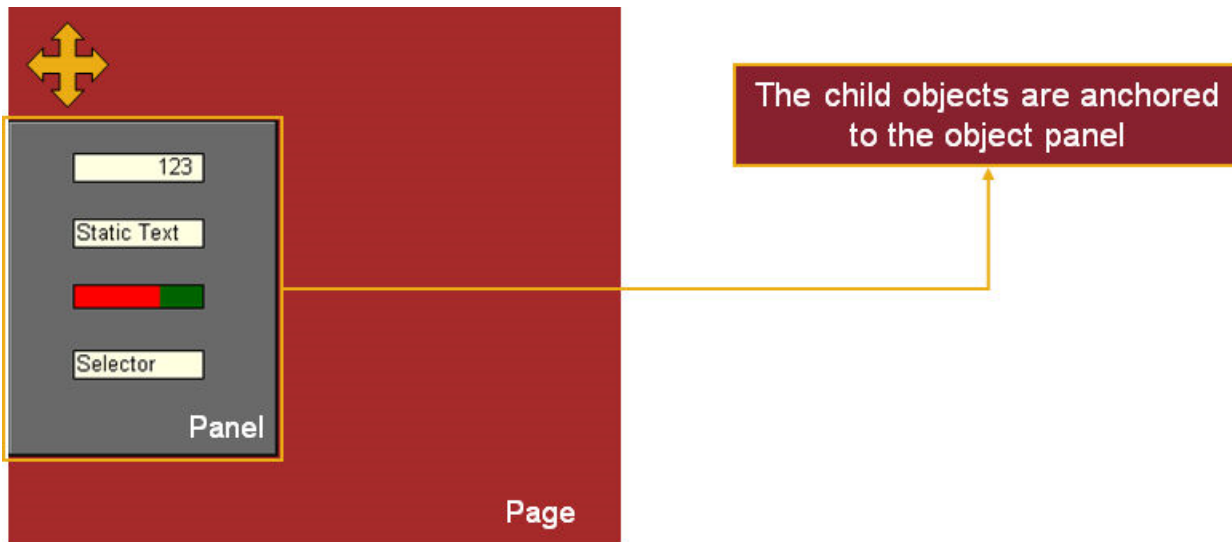 The child objects are anchored
to the object panel
123
Static Text
Selector
Panel
Page